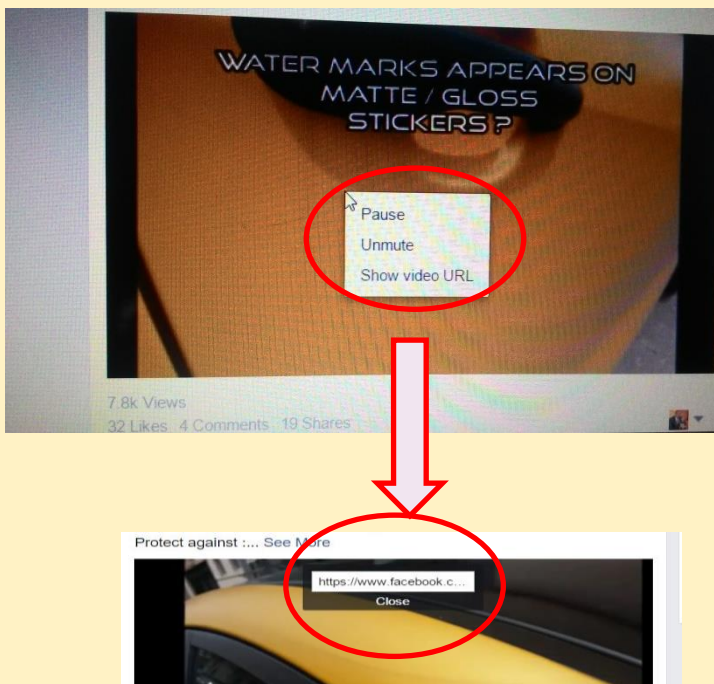 WATER MARKS APPEARS ON
MATTE / GLOSS
STICKERS ?
Pause
Unmute
Show video URL
7.8k Views
32 Likes 4 Comments 19 Shares
Protect against :... See More
https://www.facebook.c...
Close